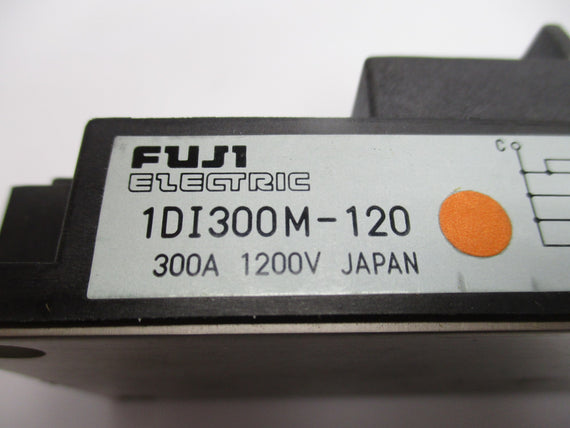 FUJI
ELECTRIC
1DI300M-120
300A 1200V JAPAN
C